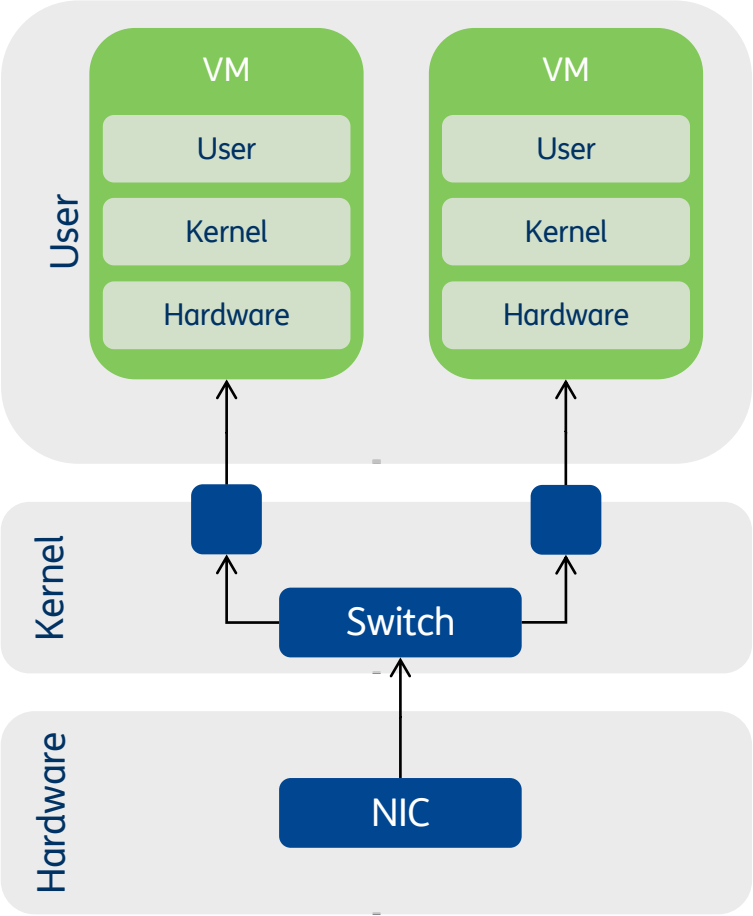 User
VM
User
Kernel
Hardware
VM
User
Kernel
Hardware
Kernel
Switch
Hardware
NIC